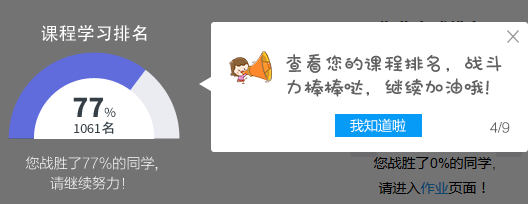 课程学习排名
77%
1061名
您战胜了77%的同学,
请继续努力!
查看您的课程排名，战斗
力棒棒哒，继续加油哦!
我知道啦
4/9
您战胜了0%的同学,
请进入作业页面！